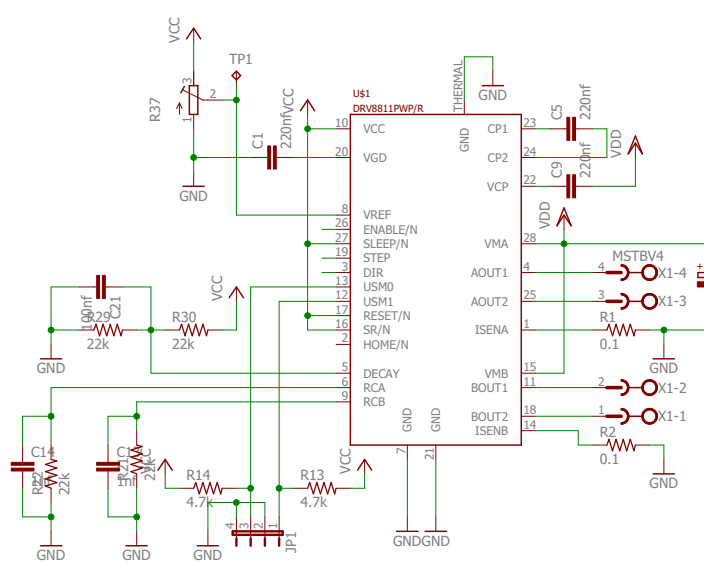 VCC
TP1
R37
3
2
1
GND
C1
220nf
VCC
U$1
DRV8811PWP/R
THERMAL
GND
GND
10 VCC
20 VGD
8 VREF
26 ENABLE/N
27 SLEEP/N
19 STEP
3 DIR
13 USM0
12 USM1
17 RESET/N
16 SR/N
2 HOME/N
5 DECAY
6 RCA
9 RCB
CP1 23
CP2 24
VCP 22
VMA 28
AOUT1 4
AOUT2 25
ISENA 1
VMB 15
BOUT1 11
BOUT2 18
ISENB 14
GND
GND
7
21
GND
GND
C5
220nf
C9
220nf
VDD
VDD
MSTBV4
4 X1-4
3 X1-3
R1
0.1
GND
2 X1-2
1 X1-1
R2
0.1
GND
100nf
C21
R29
22k
R30
22k
VCC
GND
C14
22k
GND
1nf
R21
22k
VCC
GND
R14
4.7k
R13
4.7k
VCC
4
3
2
1
JP1
GND